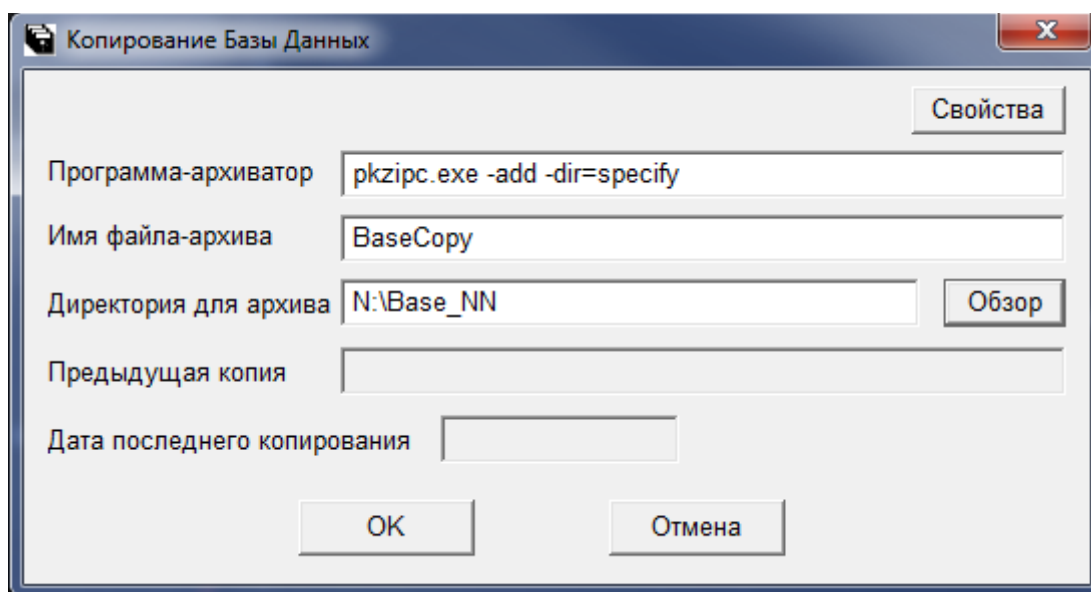 Копирование Базы Данных
Свойства
Программа-архиватор pkzipc.exe -add -dir=specify
Имя файла-архива BaseCopy
Директория для архива N:\Base_NN Обзор
Предыдущая копия
Дата последнего копирования
OK Отмена